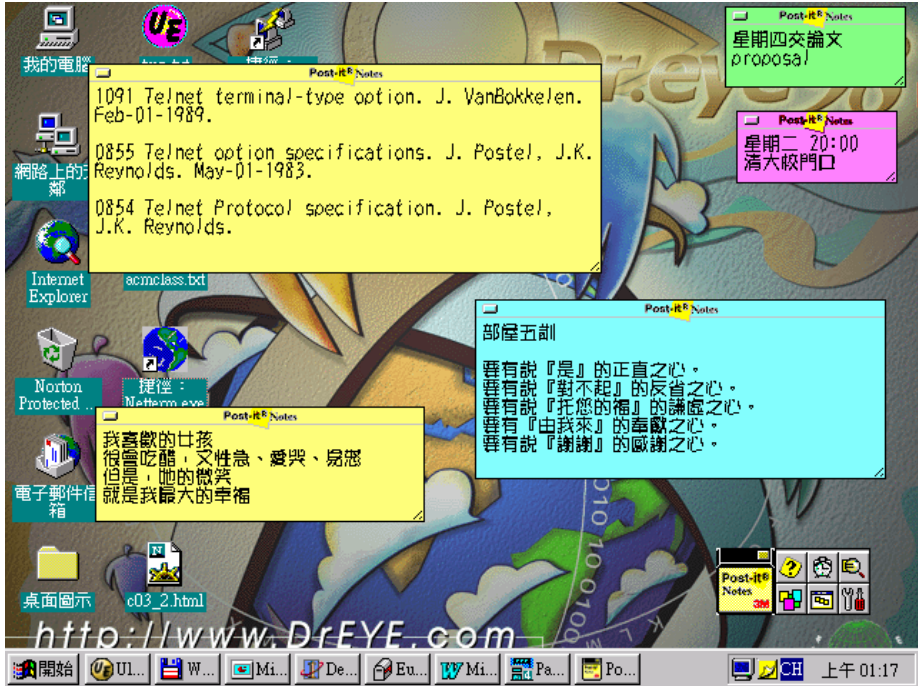 我的電腦
捷徑：
Dr.eye 98
Post-it® Notes
星期四交論文
proposal
Post-it® Notes
1091 Telnet terminal-type option. J. VanBokkelen.
Feb-01-1989.
0855 Telnet option specifications. J. Postel, J.K.
Reynolds. May-01-1983.
0854 Telnet Protocol specification. J. Postel,
J.K. Reynolds.
Post-it® Notes
星期二 20:00
清大校門口
網路上的芳
鄰
Internet
Explorer
acmclass.txt
Post-it® Notes
部屋五訓
要有說『是』的正直之心。
要有說『對不起』的反省之心。
要有說『托您的福』的謙虛之心。
要有『由我來』的奉獻之心。
要有說『謝謝』的感謝之心。
Norton
Protected ...
捷徑：
Netterm.exe
Post-it® Notes
我喜歡的女孩
很會吃醋，又性急、愛哭、易怒
但是，她的微笑
就是我最大的幸福
電子郵件信
箱
桌面圖示
c03_2.html
Post-it®
Notes
3M
http://www.DrEYE.com
開始
Ul...
W...
Mi...
De...
Eu...
Mi...
Pa...
Po...
CH
上午 01:17